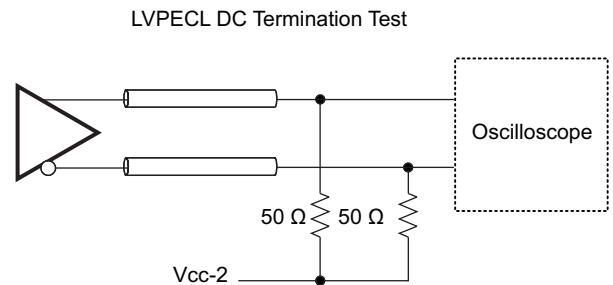 LVPECL DC Termination Test
Oscilloscope
50 Ω 50 Ω
Vcc-2